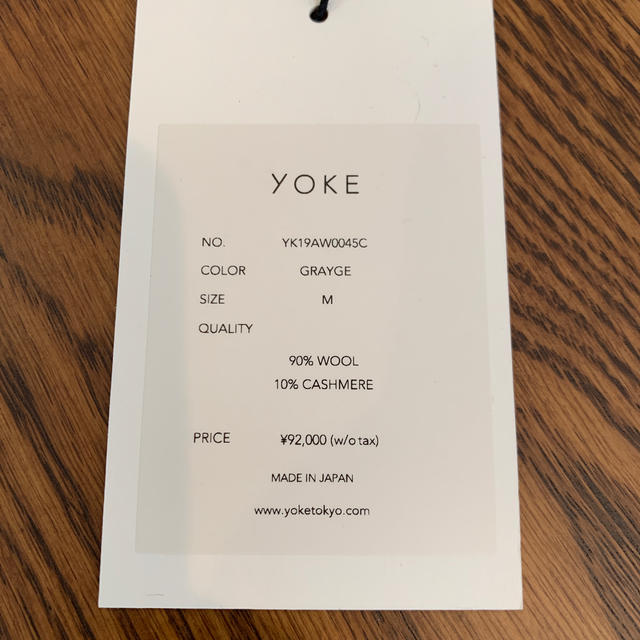 YOKE
NO. YK19AW0045C
COLOR GRAYGE
SIZE M
QUALITY
90% WOOL
10% CASHMERE
PRICE ¥92,000 (w/o tax)
MADE IN JAPAN
www.yoketokyo.com